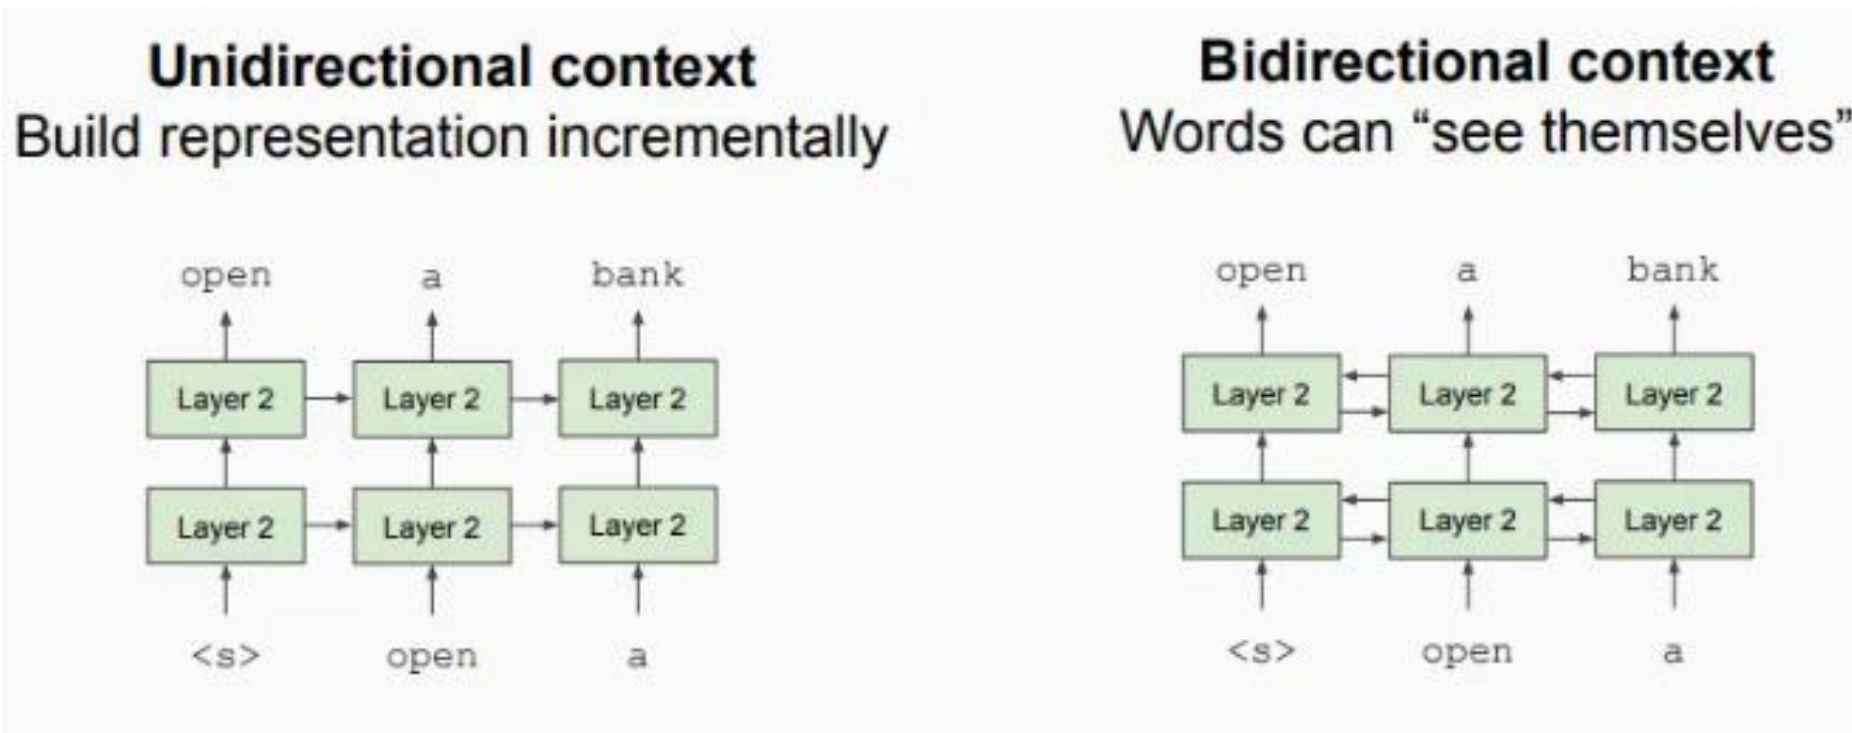 Unidirectional context
Build representation incrementally
open a bank
Layer 2 Layer 2 Layer 2
Layer 2 Layer 2 Layer 2
<s> open a
Bidirectional context
Words can “see themselves”
open a bank
Layer 2 Layer 2 Layer 2
Layer 2 Layer 2 Layer 2
<s> open a